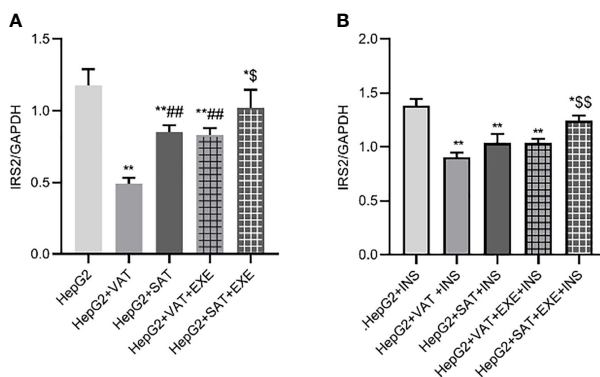 A
IRS2/GAPDH
1.5
1.0
0.5
0.0
**
**##
**##
*$
HepG2
HepG2+VAT
HepG2+SAT
HepG2+VAT+EXE
HepG2+SAT+EXE
B
IRS2/GAPDH
2.0
1.5
1.0
0.5
0.0
**
**
**
*$$
.HepG2+INS
HepG2+VAT +INS
HepG2+SAT+INS
HepG2+VAT+EXE+INS
HepG2+SAT+EXE+INS